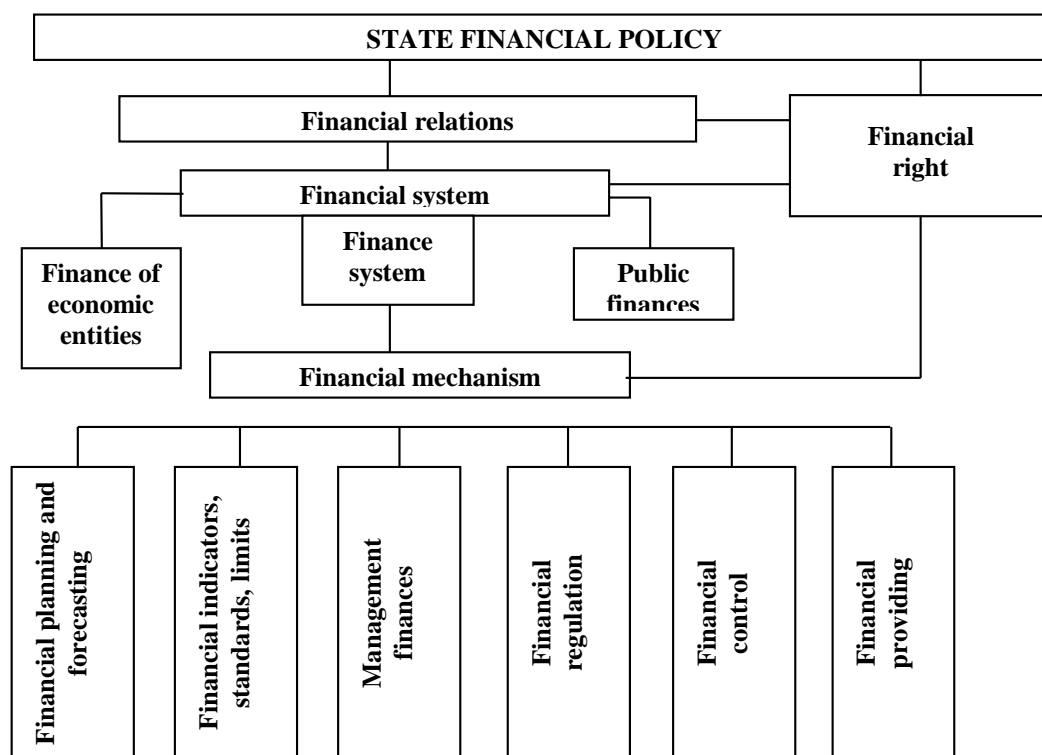 STATE FINANCIAL POLICY
Financial relations
Financial
right
Financial system
Finance
system
Finance of
economic
entities
Public
finances
Financial mechanism
Financial planning and
forecasting
Financial indicators,
standards, limits
Management
finances
Financial
regulation
Financial
control
Financial
providing